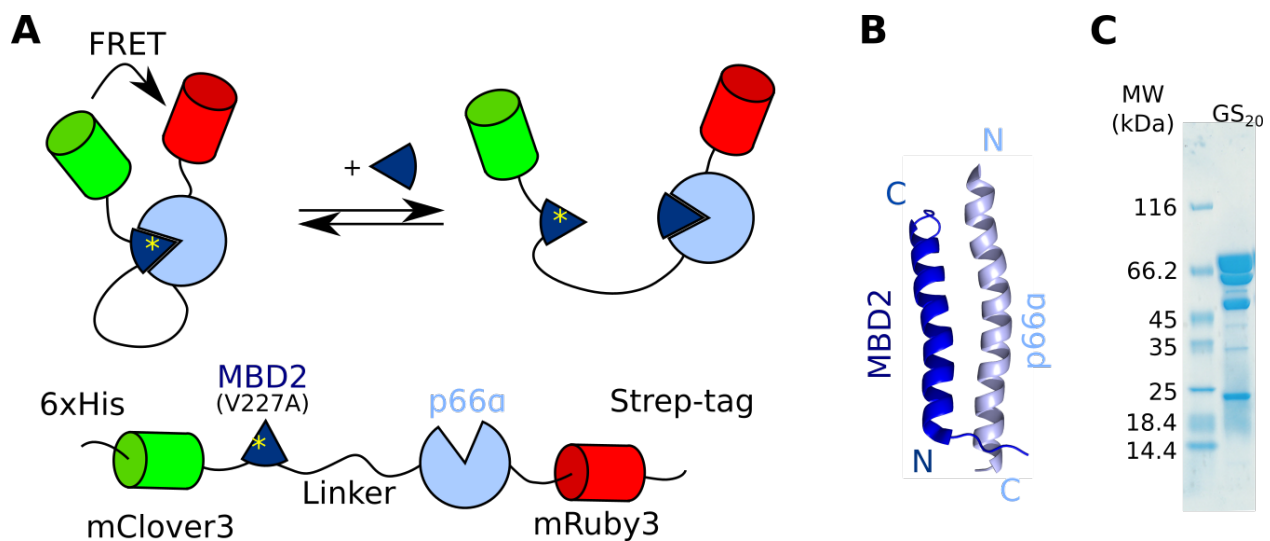 A
FRET
+
*
*
MBD2
(V227A)
6xHis
p66α
Strep-tag
*
Linker
mClover3
mRuby3
B
N
C
MBD2
p66α
N
C
C
MW
(kDa)
GS20
116
66.2
45
35
25
18.4
14.4